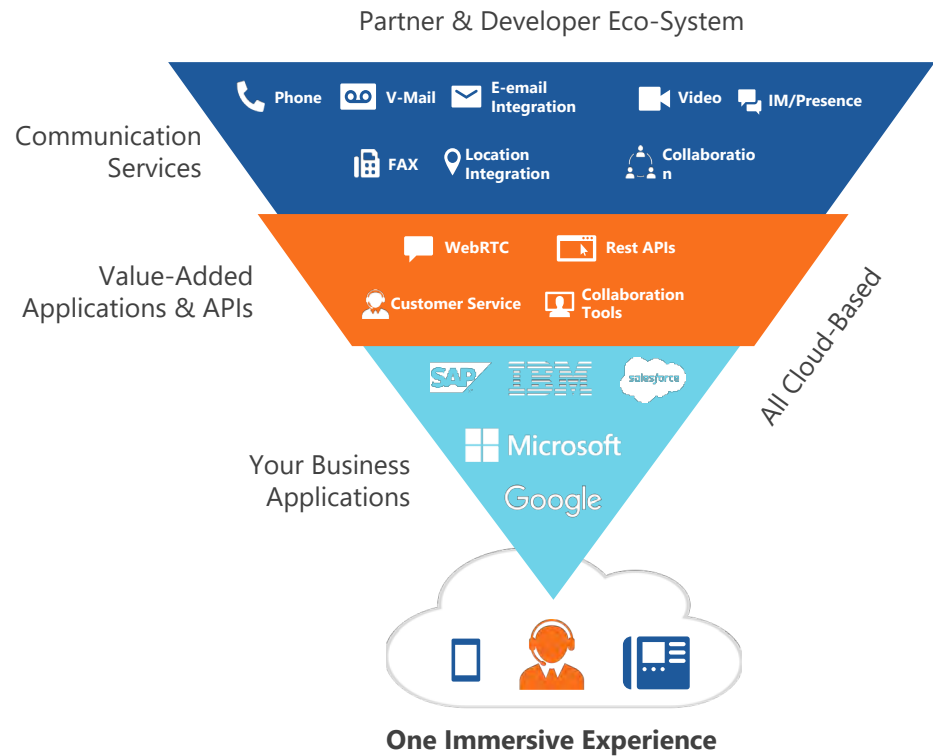 Partner & Developer Eco-System
Phone
V-Mail
E-email
Integration
Video
IM/Presence
Communication
Services
FAX
Location
Integration
Collaboratio
n
WebRTC
Rest APIs
Value-Added
Applications & APIs
Customer Service
Collaboration
Tools
All Cloud-Based
SAP
IBM
salesforce
Microsoft
Your Business
Applications
Google
One Immersive Experience